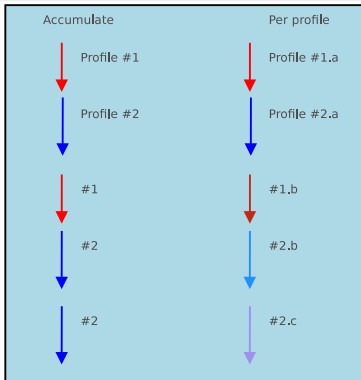 Accumulate Per profile
Profile #1 Profile #1.a
Profile #2 Profile #2.a
#1 #1.b
#2 #2.b
#2 #2.c